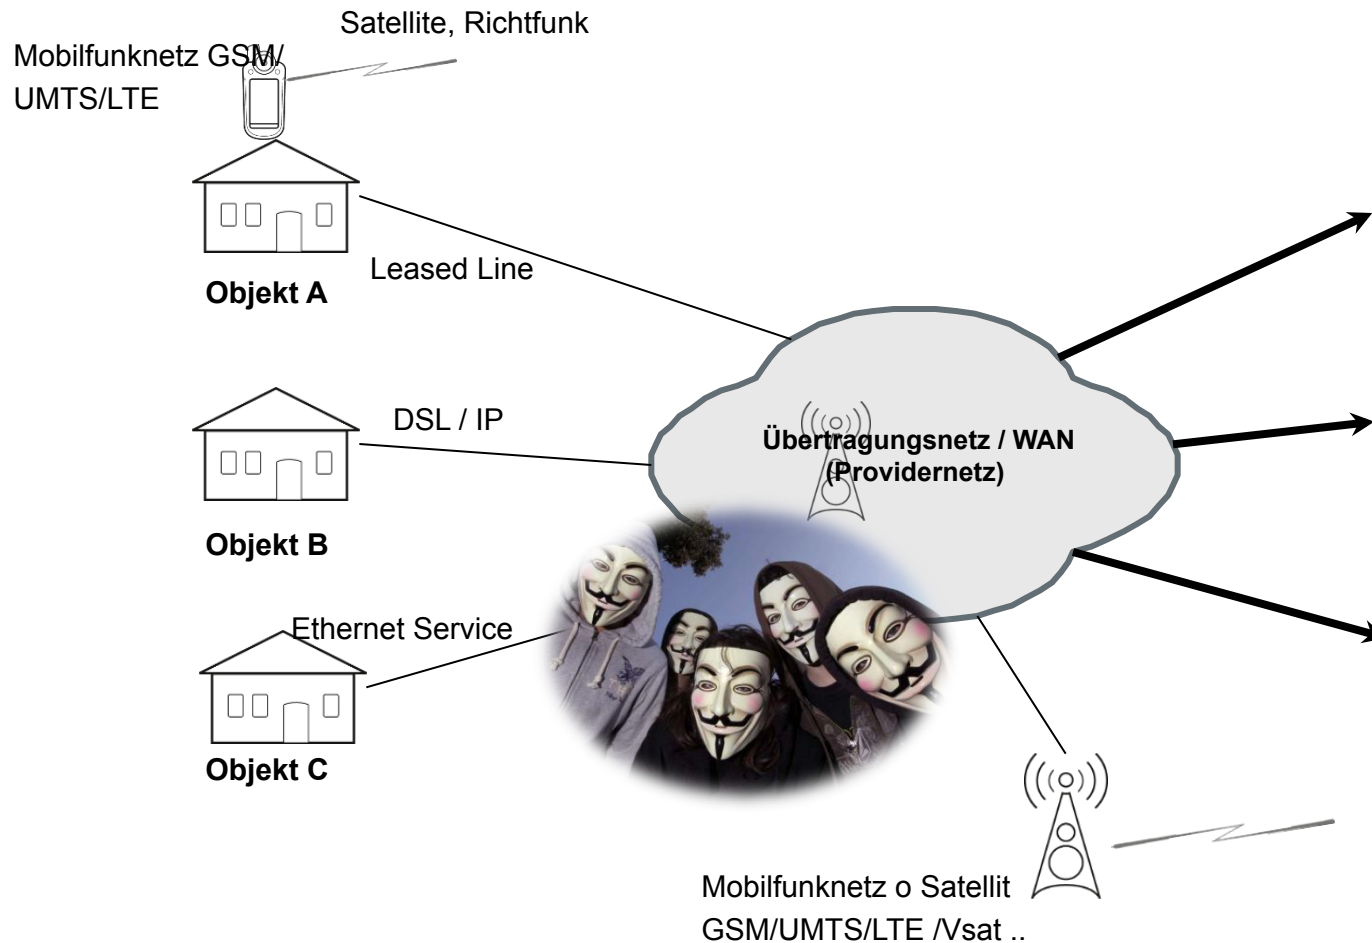 Satellite, Richtfunk
Mobilfunknetz GSM/
UMTS/LTE
Leased Line
Objekt A
DSL / IP
Übertragungsnetz / WAN
(Providernetz)
Objekt B
Ethernet Service
Objekt C
Mobilfunknetz o Satellit
GSM/UMTS/LTE /Vsat ..